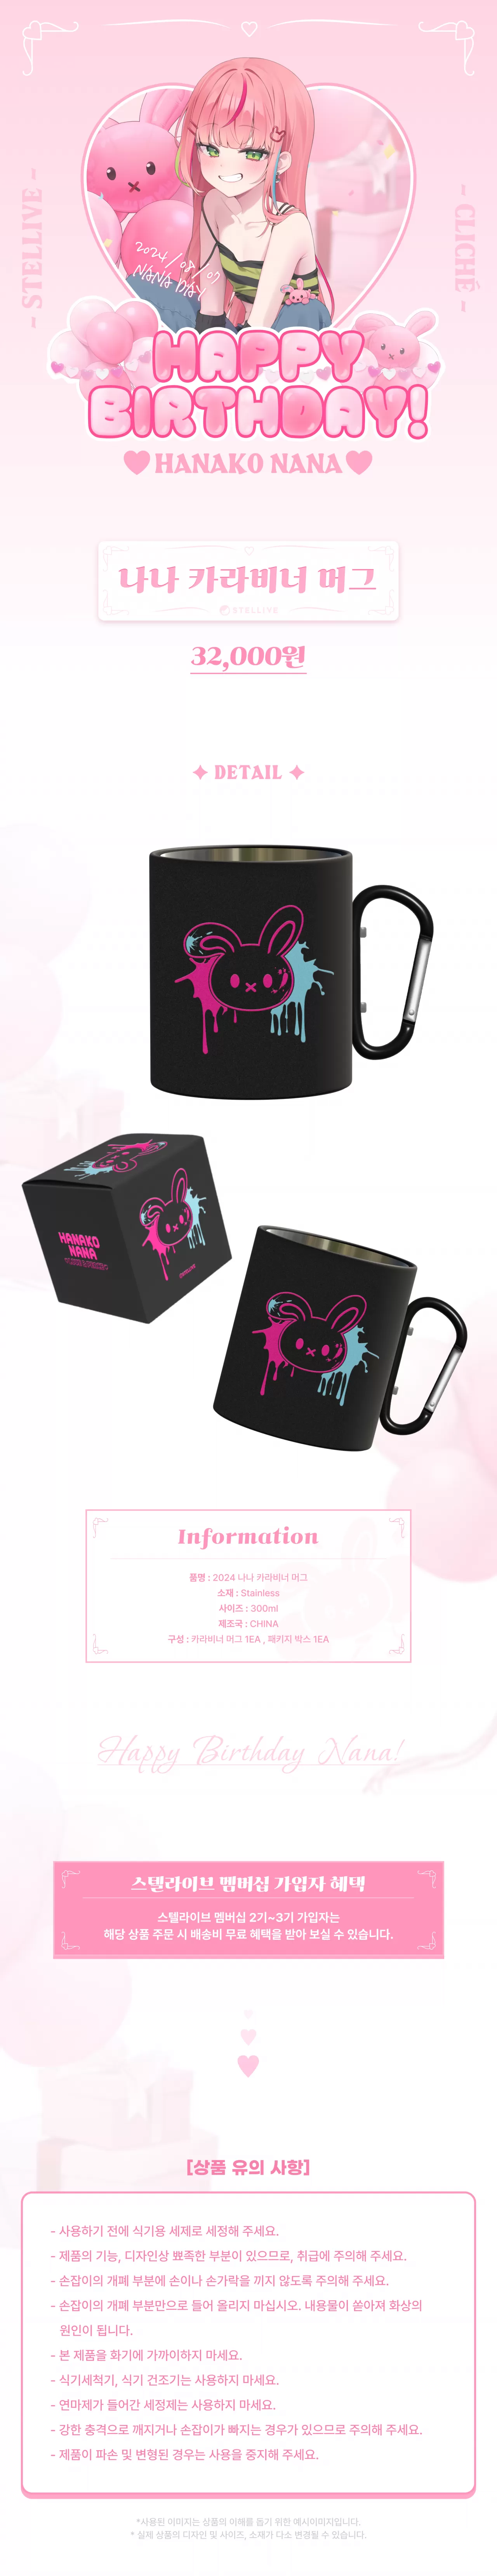 - STELLIVE -
- CLICHÉ -
2024/09/07
NANA DAY
HAPPY
BIRTHDAY!
HANAKO NANA
나나 카라비너 머그
STELLIVE
32,000원
DETAIL
HANAKO
NANA
Information
품명 : 2024 나나 카라비너 머그
소재 : Stainless
사이즈 : 300ml
제조국 : CHINA
구성 : 카라비너 머그 1EA , 패키지 박스 1EA
Happy Birthday Nana!
스텔라이브 멤버십 가입자 혜택
스텔라이브 멤버십 2기~3기 가입자는
해당 상품 주문 시 배송비 무료 혜택을 받아 보실 수 있습니다.
[상품 유의 사항]
- 사용하기 전에 식기용 세제로 세정해 주세요.
- 제품의 기능, 디자인상 뾰족한 부분이 있으므로, 취급에 주의해 주세요.
- 손잡이의 개폐 부분에 손이나 손가락을 끼지 않도록 주의해 주세요.
- 손잡이의 개폐 부분만으로 들어 올리지 마십시오. 내용물이 쏟아져 화상의
원인이 됩니다.
- 본 제품을 화기에 가까이하지 마세요.
- 식기세척기, 식기 건조기는 사용하지 마세요.
- 연마제가 들어간 세정제는 사용하지 마세요.
- 강한 충격으로 깨지거나 손잡이가 빠지는 경우가 있으므로 주의해 주세요.
- 제품이 파손 및 변형된 경우는 사용을 중지해 주세요.
*사용된 이미지는 상품의 이해를 돕기 위한 예시이미지입니다.
* 실제 상품의 디자인 및 사이즈, 소재가 다소 변경될 수 있습니다.